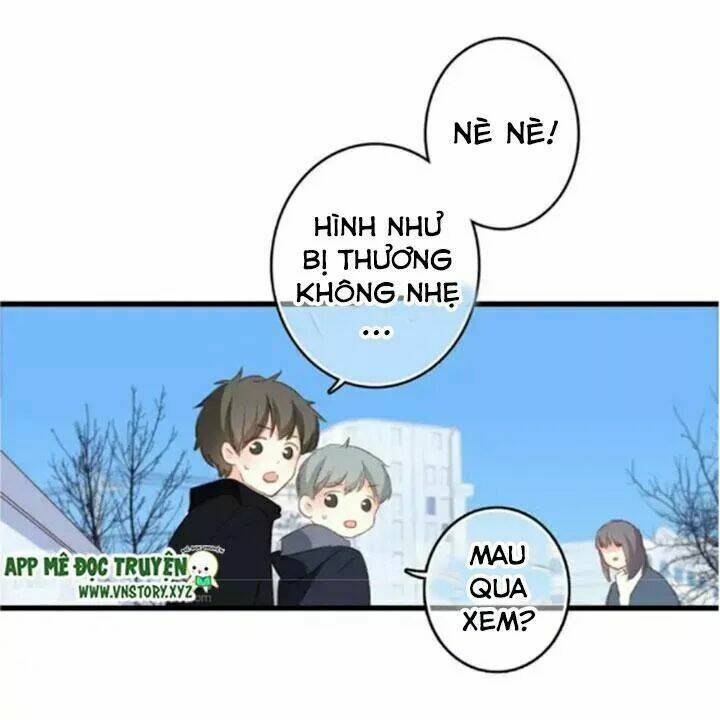 NÈ NÈ!
HÌNH NHƯ
BỊ THƯƠNG
KHÔNG NHẸ
...
MAU
QUA
XEM?
APP MÊ ĐỌC TRUYỆN
WWW.VNSTORY.XYZ